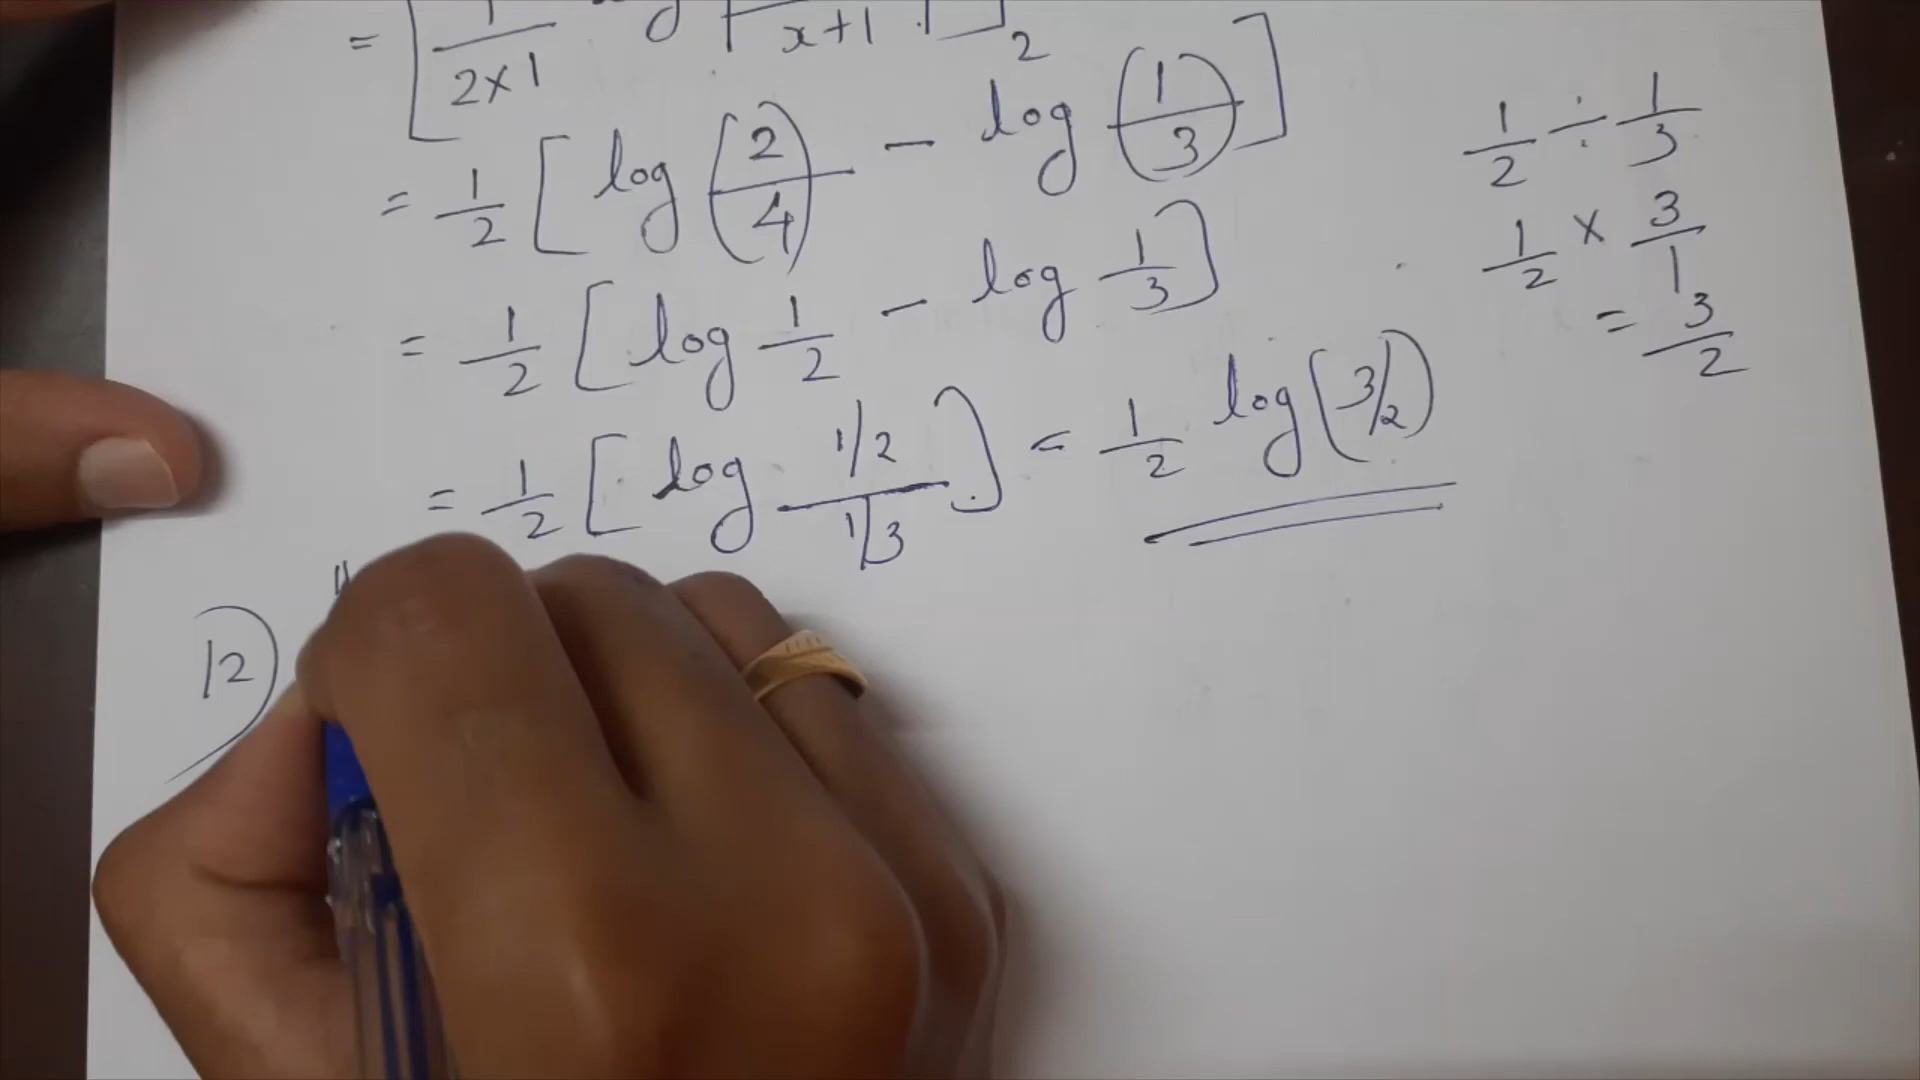 = [ 1/(2×1) | x+1 | ] 2
= 1/2 [ log (2/4) - log (1/3) ]
= 1/2 [ log 1/2 - log 1/3 ]
= 1/2 [ log (1/2)/(1/3) ] = 1/2 log (3/2)
12)
1/2 ÷ 1/3
1/2 × 3/1
= 3/2